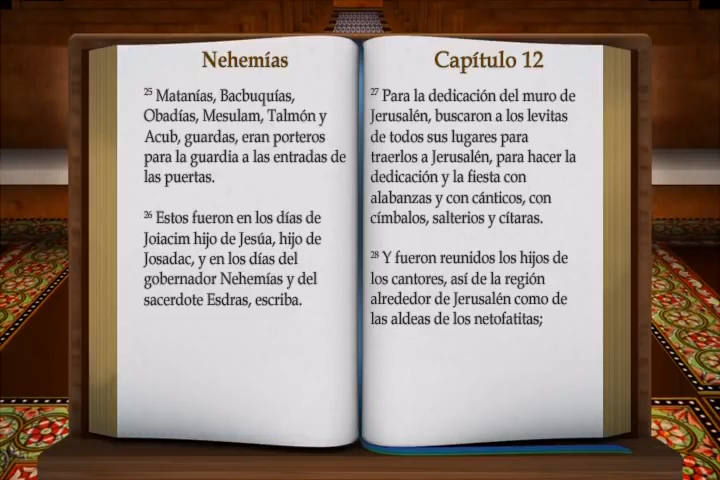 Nehemías
25 Matanías, Bacbuquías,
Obadías, Mesulam, Talmón y
Acub, guardas, eran porteros
para la guardia a las entradas de
las puertas.
26 Estos fueron en los días de
Joiacim hijo de Jesúa, hijo de
Josadac, y en los días del
gobernador Nehemías y del
sacerdote Esdras, escriba.
Capítulo 12
27 Para la dedicación del muro de
Jerusalén, buscaron a los levitas
de todos sus lugares para
traerlos a Jerusalén, para hacer la
dedicación y la fiesta con
alabanzas y con cánticos, con
címbalos, salterios y cítaras.
28 Y fueron reunidos los hijos de
los cantores, así de la región
alrededor de Jerusalén como de
las aldeas de los netofatitas;